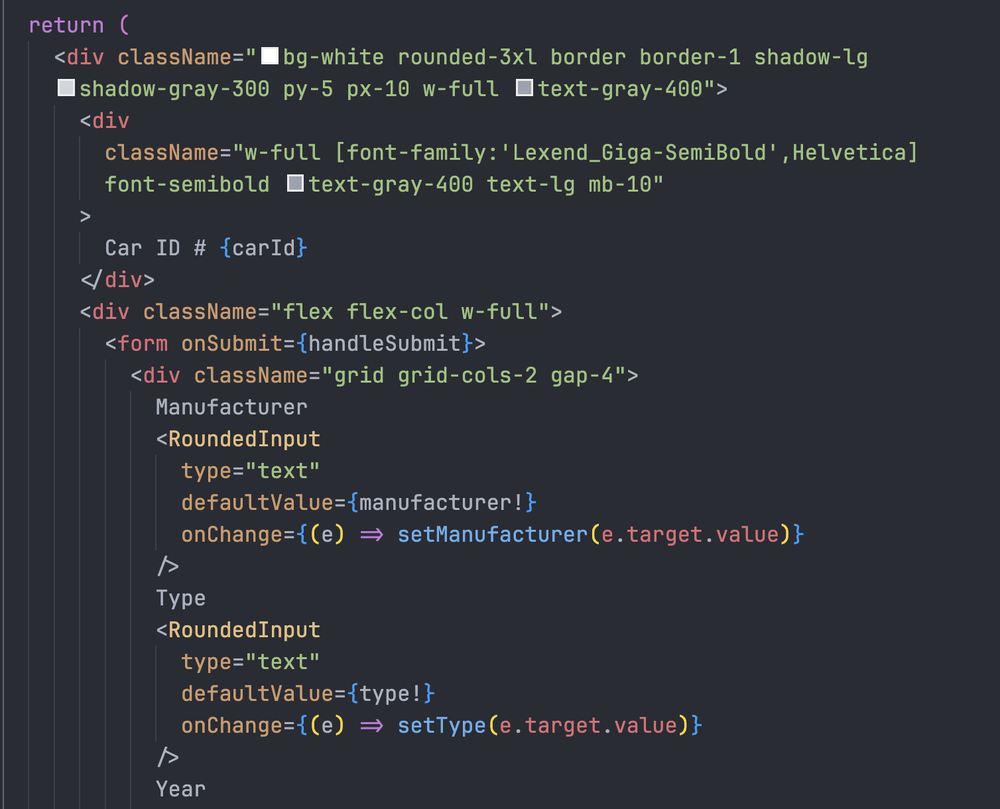 return (
<div className="bg-white rounded-3xl border border-1 shadow-lg
shadow-gray-300 py-5 px-10 w-full text-gray-400">
<div
className="w-full [font-family:'Lexend_Giga-SemiBold',Helvetica]
font-semibold text-gray-400 text-lg mb-10"
>
Car ID # {carId}
</div>
<div className="flex flex-col w-full">
<form onSubmit={handleSubmit}>
<div className="grid grid-cols-2 gap-4">
Manufacturer
<RoundedInput
type="text"
defaultValue={manufacturer!}
onChange={(e) => setManufacturer(e.target.value)}
/>
Type
<RoundedInput
type="text"
defaultValue={type!}
onChange={(e) => setType(e.target.value)}
/>
Year